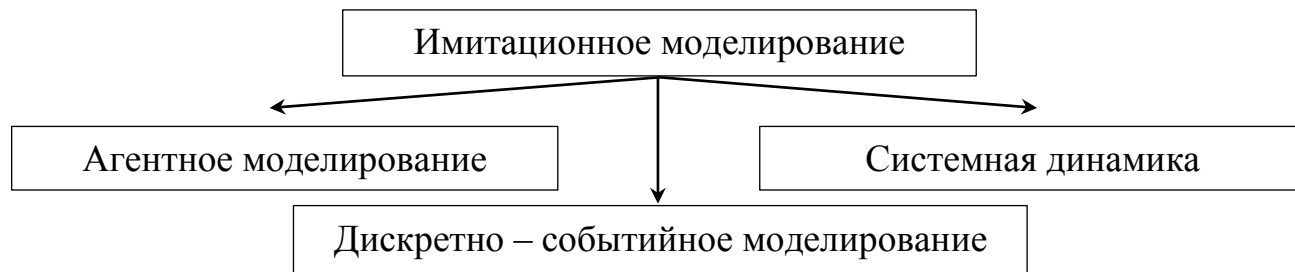 Имитационное моделирование
Агентное моделирование
Системная динамика
Дискретно – событийное моделирование